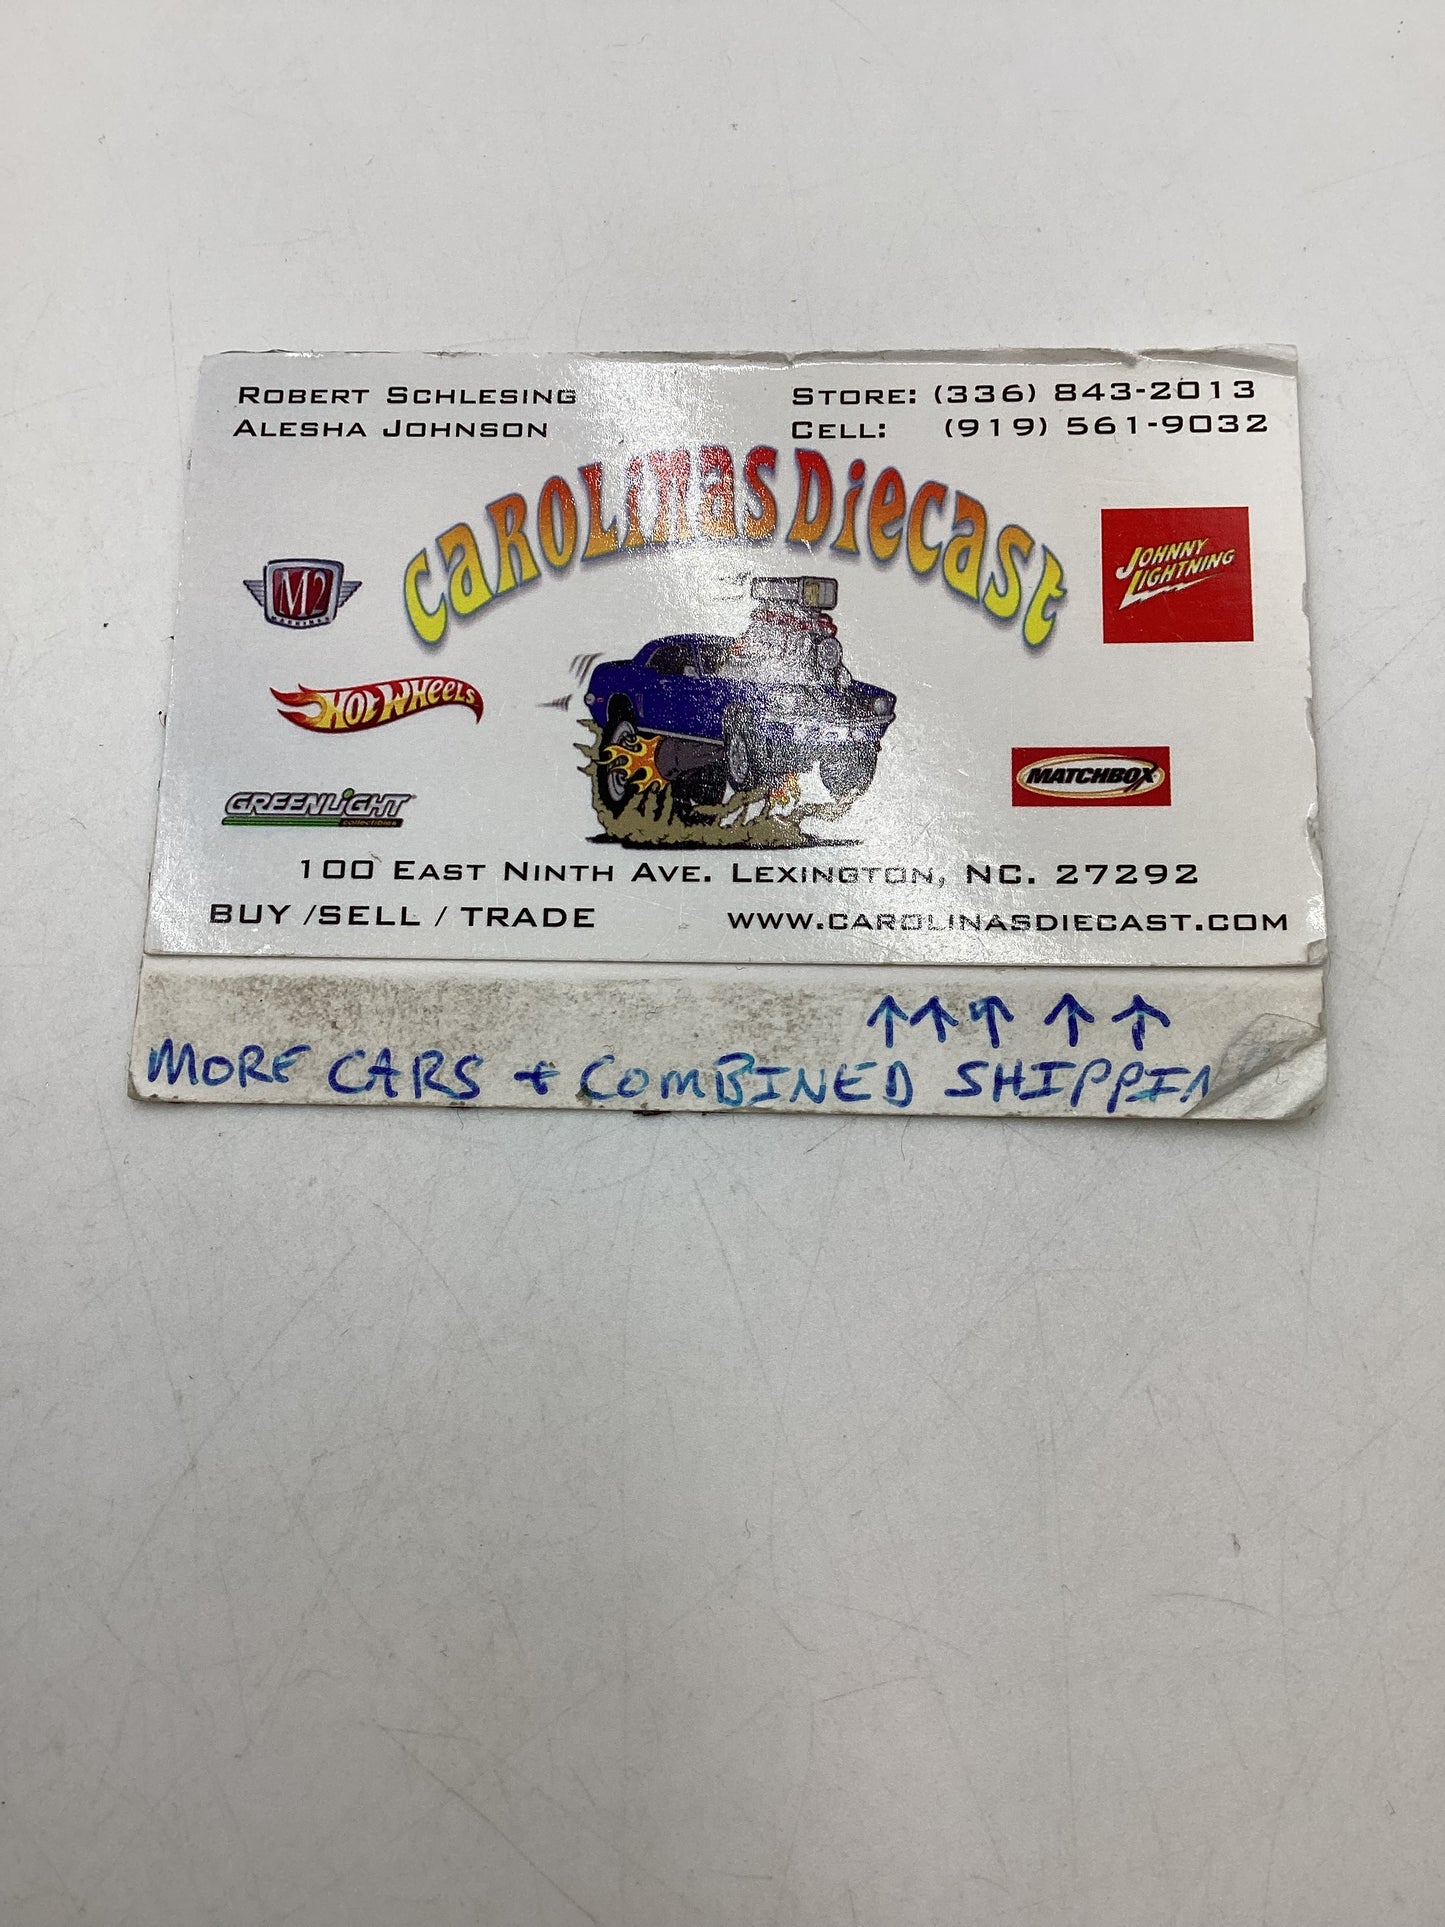 ROBERT SCHLESING
ALESHA JOHNSON
STORE: (336) 843-2013
CELL: (919) 561-9032
CAROLINAS DIECAST
M2
MACHINES
JOHNNY
LIGHTNING
HOT WHEELS
MATCHBOX
GREENLIGHT
collectibles
100 EAST NINTH AVE. LEXINGTON, NC. 27292
BUY /SELL / TRADE
WWW.CAROLINASDIECAST.COM
↑↑↑↑↑
MORE CARS + COMBINED SHIPPIN